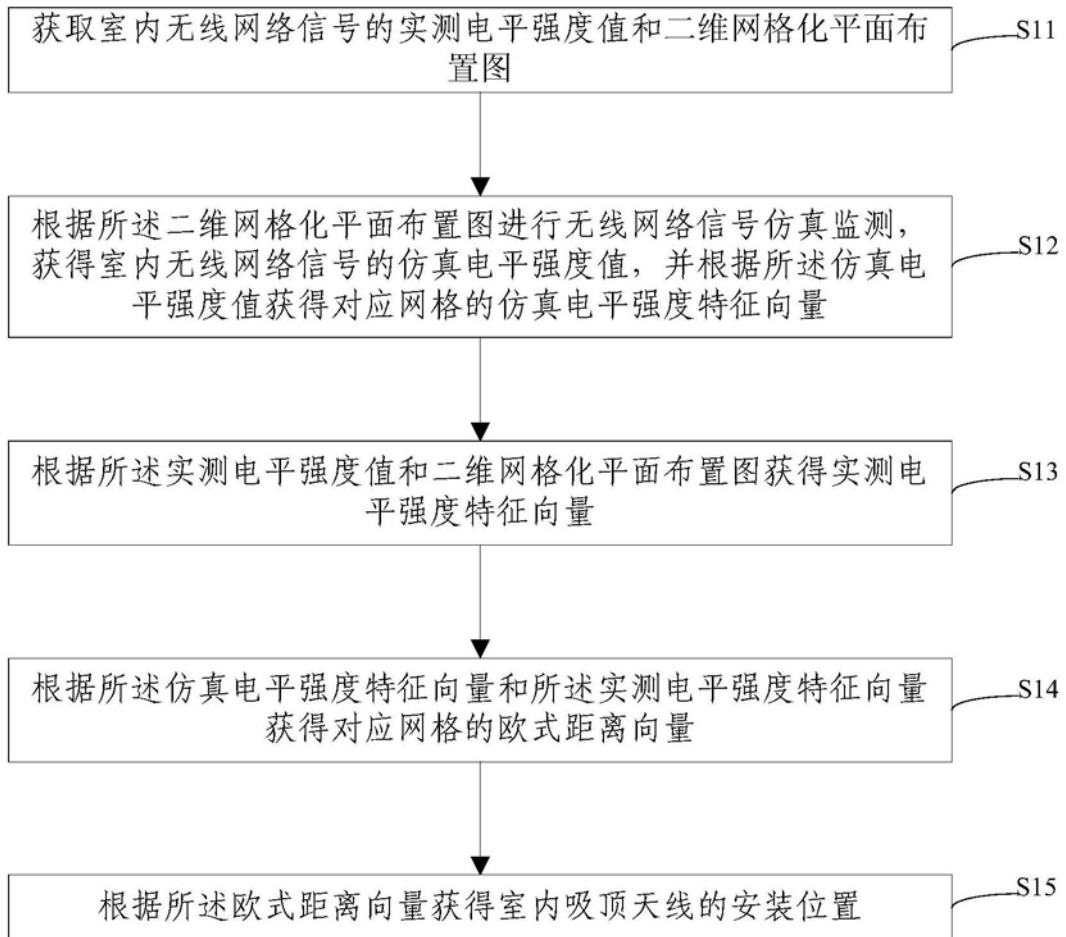 获取室内无线网络信号的实测电平强度值和二维网格化平面布
置图
S11
根据所述二维网格化平面布置图进行无线网络信号仿真监测，
获得室内无线网络信号的仿真电平强度值，并根据所述仿真电
平强度值获得对应网格的仿真电平强度特征向量
S12
根据所述实测电平强度值和二维网格化平面布置图获得实测电
平强度特征向量
S13
根据所述仿真电平强度特征向量和所述实测电平强度特征向量
获得对应网格的欧式距离向量
S14
根据所述欧式距离向量获得室内吸顶天线的安装位置
S15